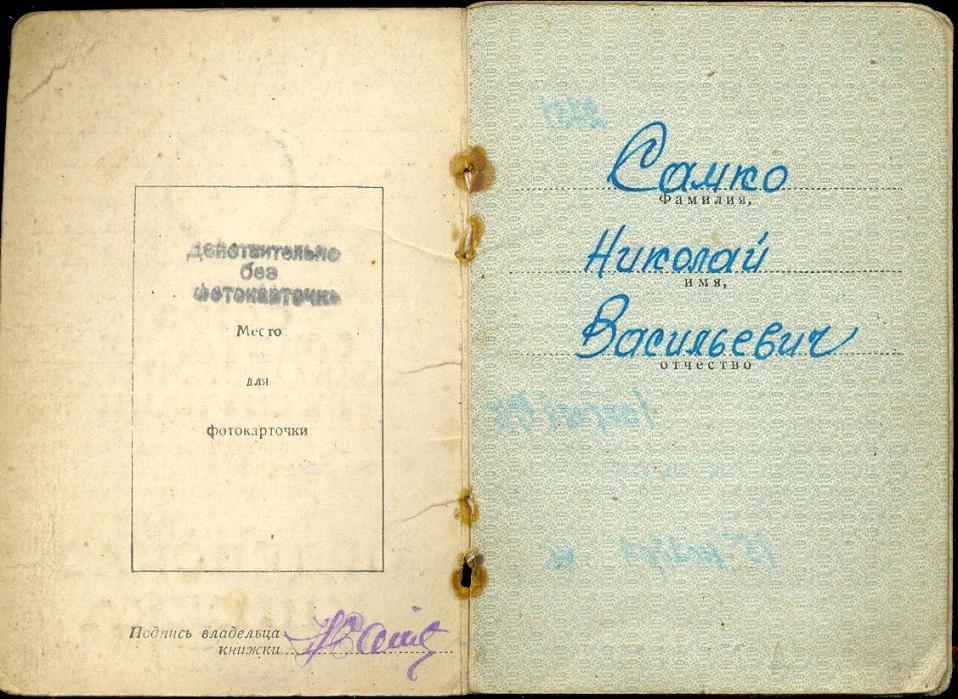 Действительно
без
фотокарточки
Место
для
фотокарточки
Подпись владельца
книжки
Самко
Фамилия,
Николай
имя,
Васильевич
отчество